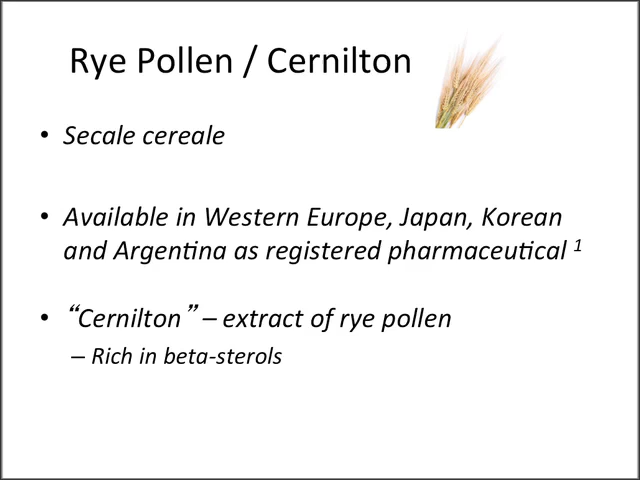 Rye Pollen / Cernilton
• Secale cereale
• Available in Western Europe, Japan, Korean
and Argentina as registered pharmaceutical 1
• “Cernilton” – extract of rye pollen
– Rich in beta-sterols